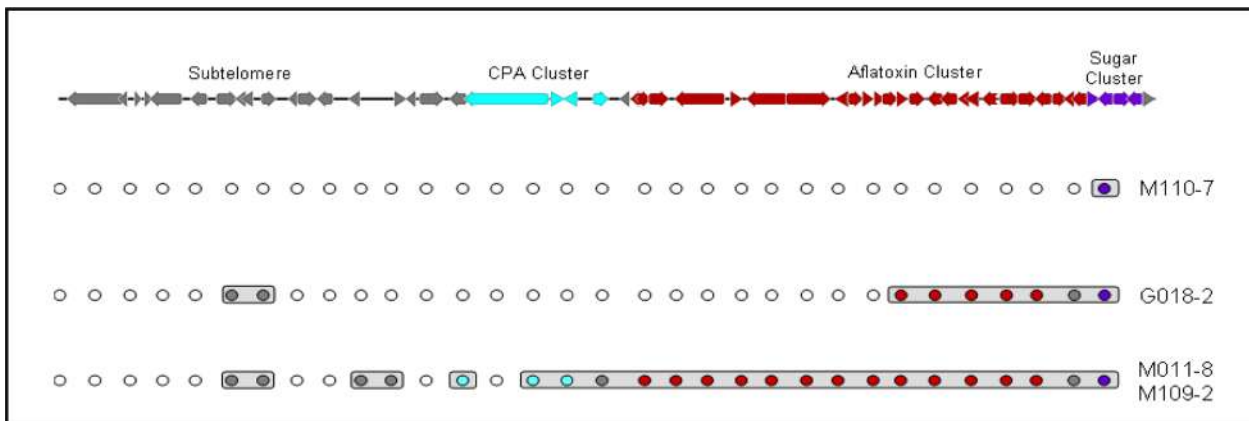 Subtelomere
CPA Cluster
Aflatoxin Cluster
Sugar
Cluster
M110-7
G018-2
M011-8
M109-2